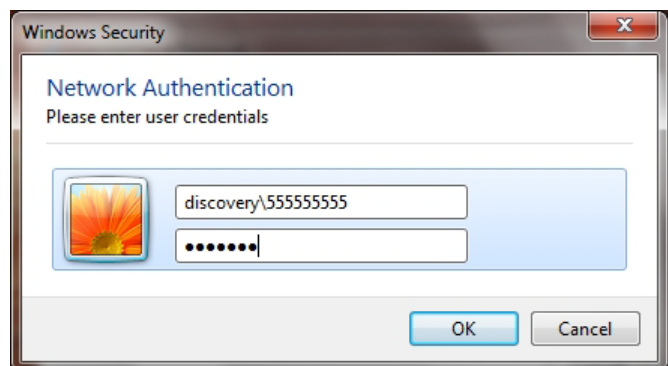 Windows Security
Network Authentication
Please enter user credentials
discovery\555555555
●●●●●●●
OK
Cancel